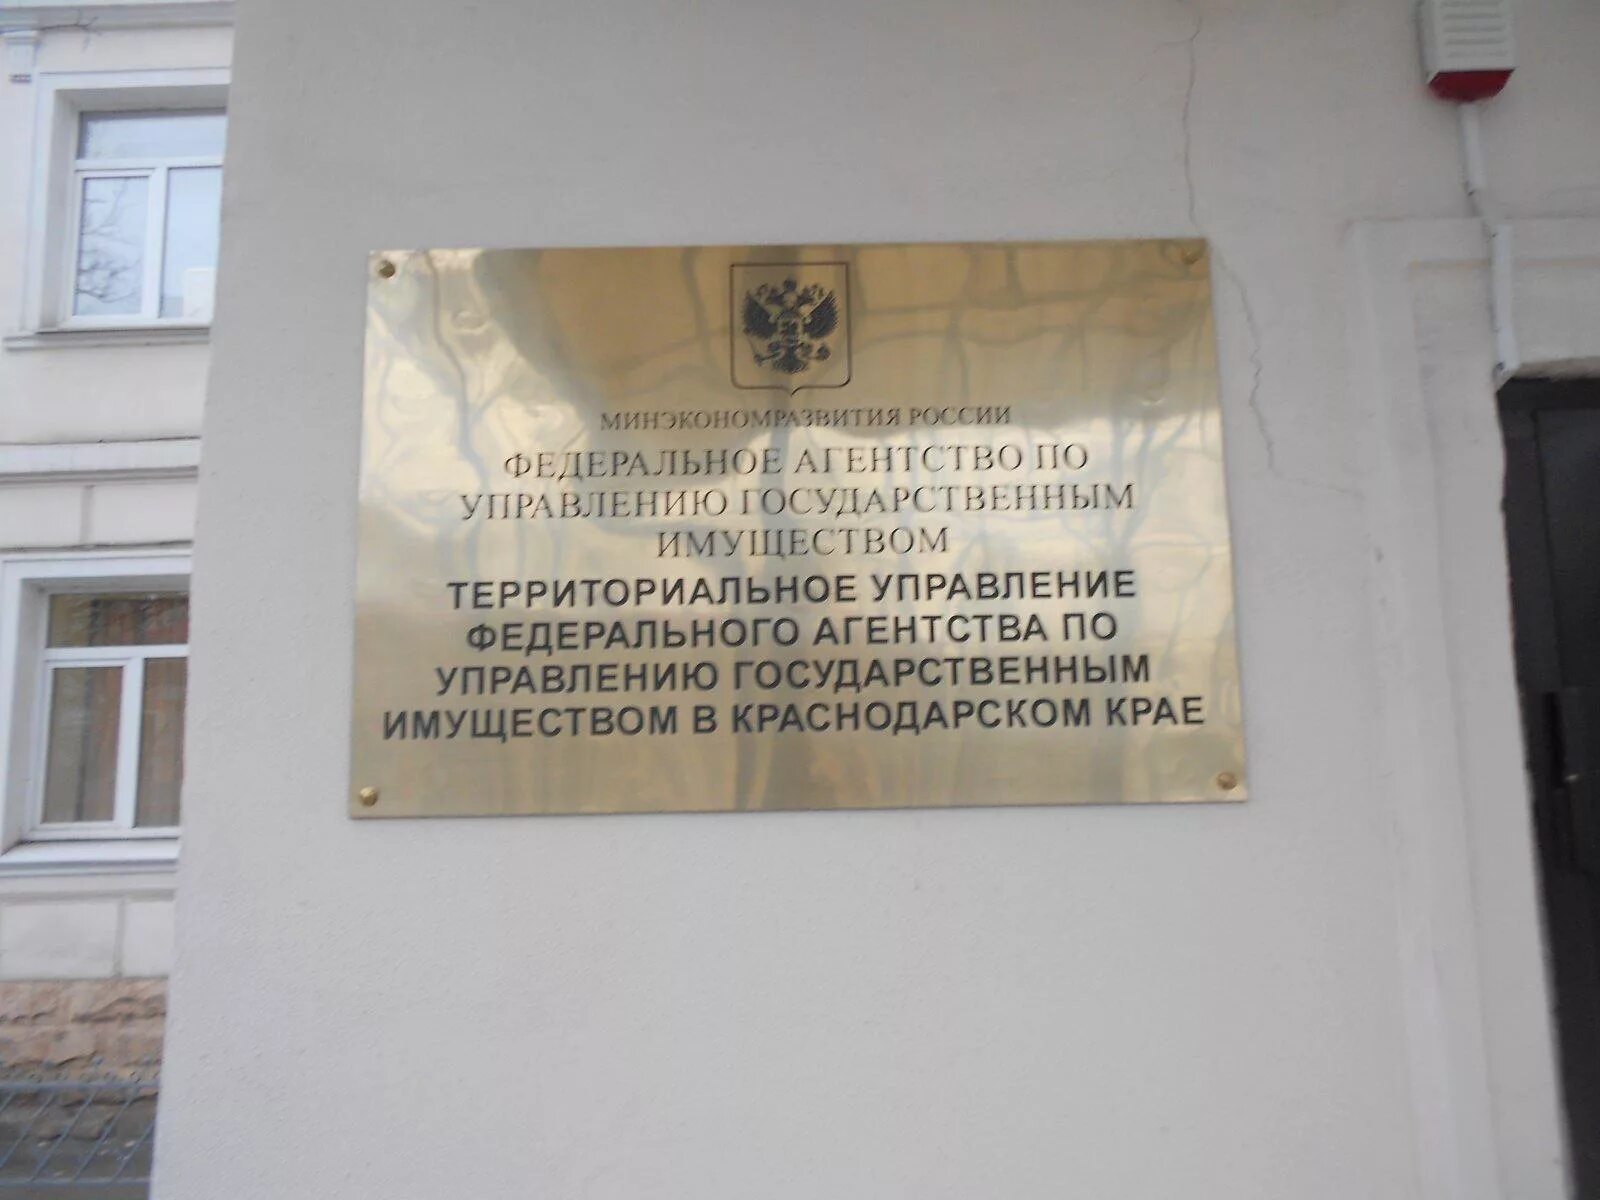 МИНЭКОНОМРАЗВИТИЯ РОССИИ
ФЕДЕРАЛЬНОЕ АГЕНТСТВО ПО
УПРАВЛЕНИЮ ГОСУДАРСТВЕННЫМ
ИМУЩЕСТВОМ
ТЕРРИТОРИАЛЬНОЕ УПРАВЛЕНИЕ
ФЕДЕРАЛЬНОГО АГЕНТСТВА ПО
УПРАВЛЕНИЮ ГОСУДАРСТВЕННЫМ
ИМУЩЕСТВОМ В КРАСНОДАРСКОМ КРАЕ